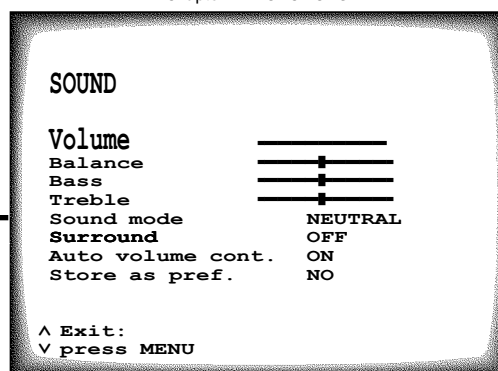 SOUND
Volume
Balance
Bass
Treble
Sound mode NEUTRAL
Surround OFF
Auto volume cont. ON
Store as pref. NO
^ Exit:
v press MENU